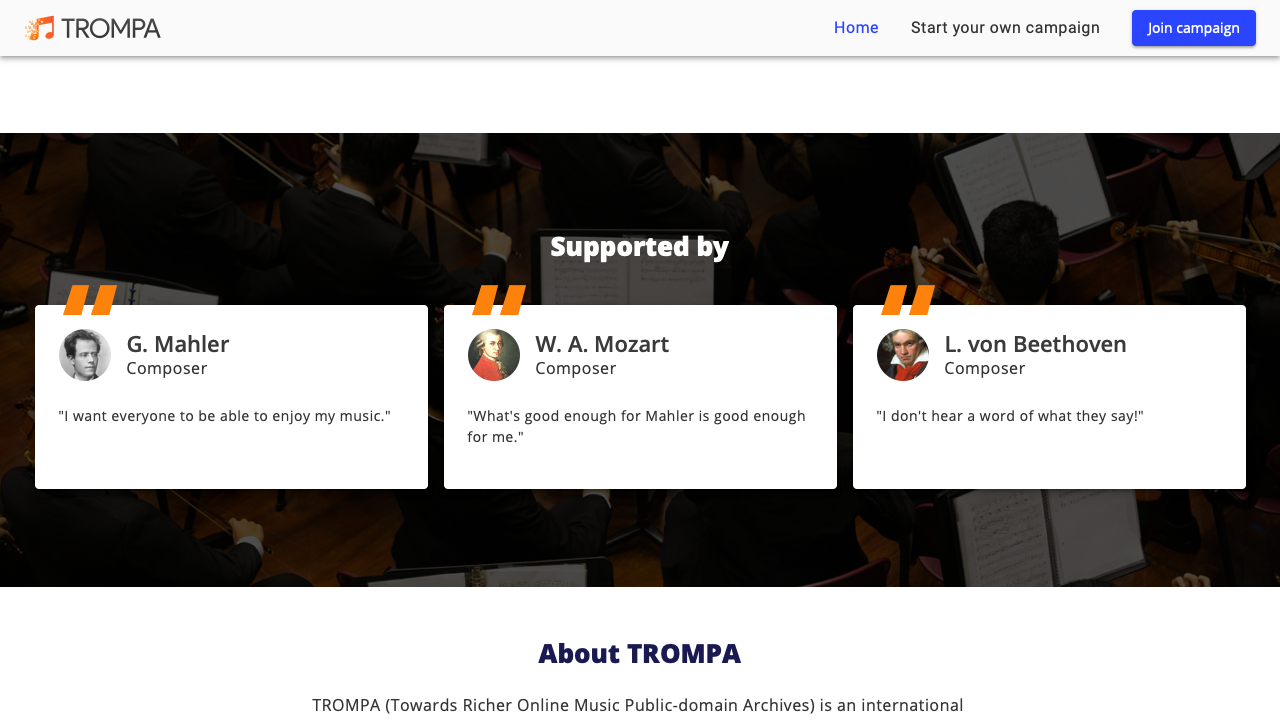 TROMPA
Home
Start your own campaign
Join campaign
Supported by
G. Mahler
Composer
"I want everyone to be able to enjoy my music."
W. A. Mozart
Composer
"What's good enough for Mahler is good enough
for me."
L. von Beethoven
Composer
"I don't hear a word of what they say!"
About TROMPA
TROMPA (Towards Richer Online Music Public-domain Archives) is an international